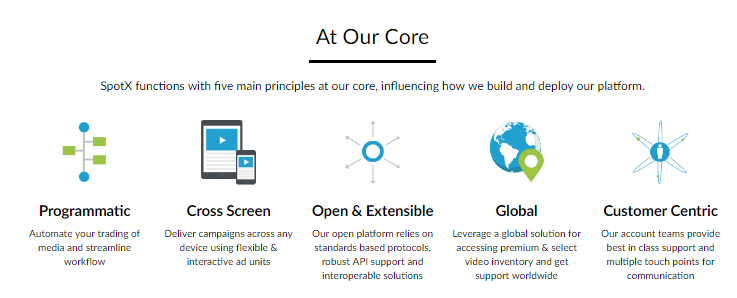 At Our Core
SpotX functions with five main principles at our core, influencing how we build and deploy our platform.
Programmatic
Automate your trading of
media and streamline
workflow
Cross Screen
Deliver campaigns across any
device using flexible &
interactive ad units
Open & Extensible
Our open platform relies on
standards based protocols,
robust API support and
interoperable solutions
Global
Leverage a global solution for
accessing premium & select
video inventory and get
support worldwide
Customer Centric
Our account teams provide
best in class support and
multiple touch points for
communication